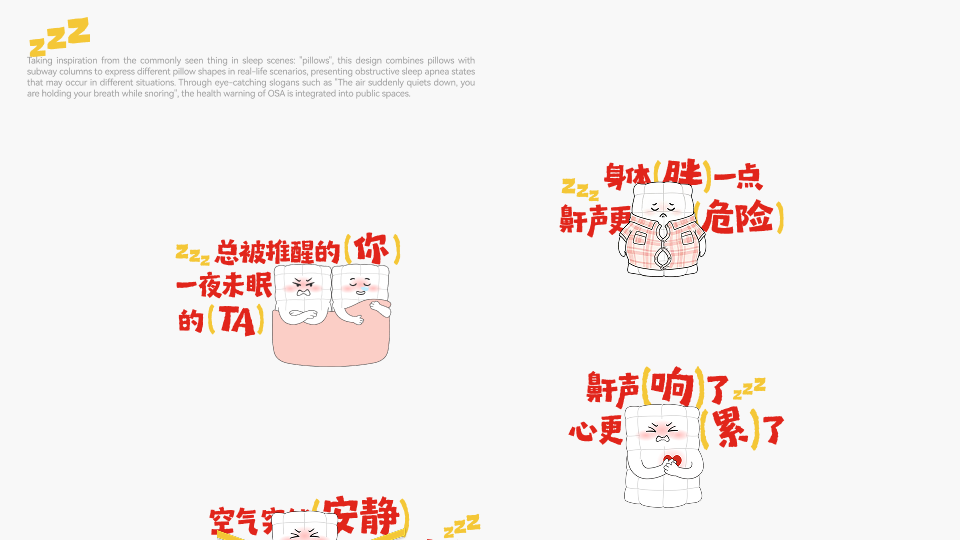 zzz
Taking inspiration from the commonly seen thing in sleep scenes: "pillows", this design combines pillows with
subway columns to express different pillow shapes in real-life scenarios, presenting obstructive sleep apnea states
that may occur in different situations. Through eye-catching slogans such as "The air suddenly quiets down, you
are holding your breath while snoring", the health warning of OSA is integrated into public spaces.
身体(胖)一点
zzz
鼾声更(危险)
zzz 总被推醒的(你)
一夜未眠
的(TA)
鼾声(响)了 zzz
心更(累)了
空气突(安静)
zzz